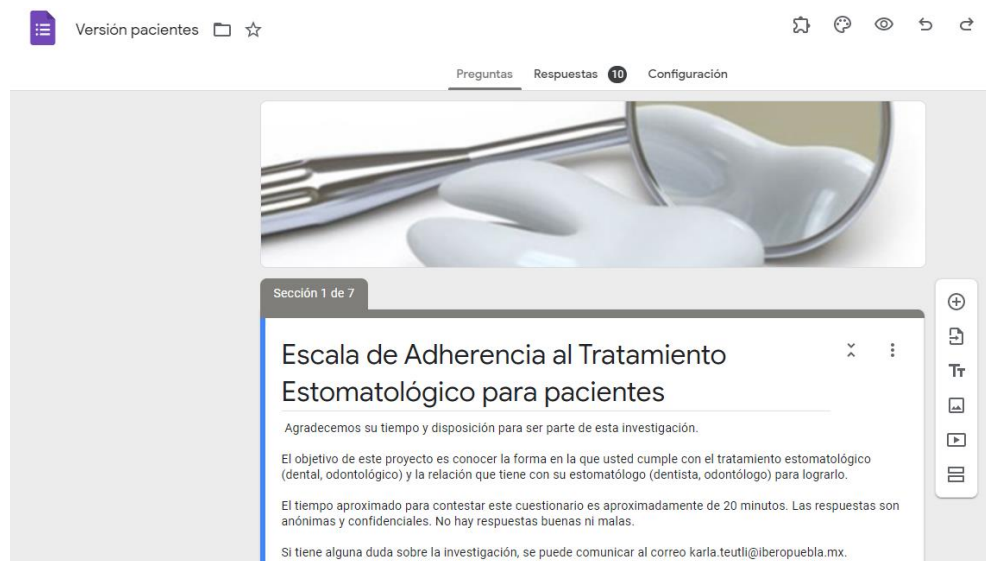 Versión pacientes
Preguntas Respuestas 10 Configuración
Sección 1 de 7
Escala de Adherencia al Tratamiento
Estomatológico para pacientes
Agradecemos su tiempo y disposición para ser parte de esta investigación.
El objetivo de este proyecto es conocer la forma en la que usted cumple con el tratamiento estomatológico
(dental, odontológico) y la relación que tiene con su estomatólogo (dentista, odontólogo) para lograrlo.
El tiempo aproximado para contestar este cuestionario es aproximadamente de 20 minutos. Las respuestas son
anónimas y confidenciales. No hay respuestas buenas ni malas.
Si tiene alguna duda sobre la investigación, se puede comunicar al correo karla.teutli@iberopuebla.mx.